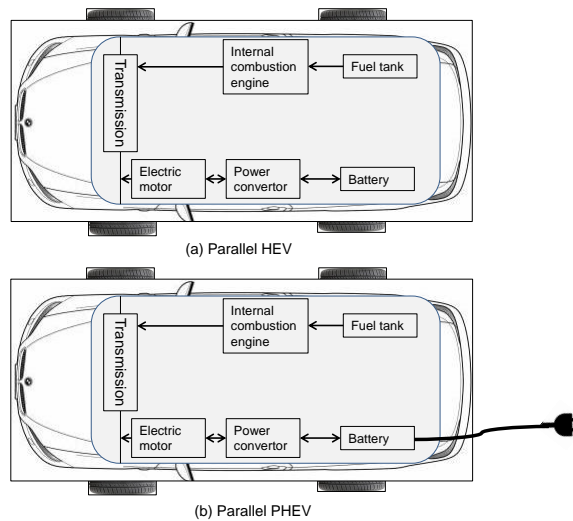 Internal
combustion
engine
Fuel tank
Transmission
Electric
motor
Power
convertor
Battery
(a) Parallel HEV
Internal
combustion
engine
Fuel tank
Transmission
Electric
motor
Power
convertor
Battery
(b) Parallel PHEV